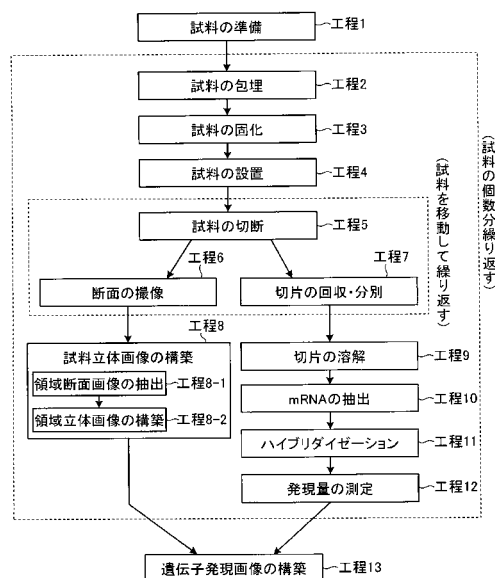 試料の準備
工程1
試料の包埋
工程2
試料の固化
工程3
試料の設置
工程4
試料の切断
工程5
工程6
断面の撮像
工程7
切片の回収・分別
(試料を移動して繰り返す)
(試料の個数分繰り返す)
工程8
試料立体画像の構築
領域断面画像の抽出
工程8-1
領域立体画像の構築
工程8-2
切片の溶解
工程9
mRNAの抽出
工程10
ハイブリダイゼーション
工程11
発現量の測定
工程12
遺伝子発現画像の構築
工程13